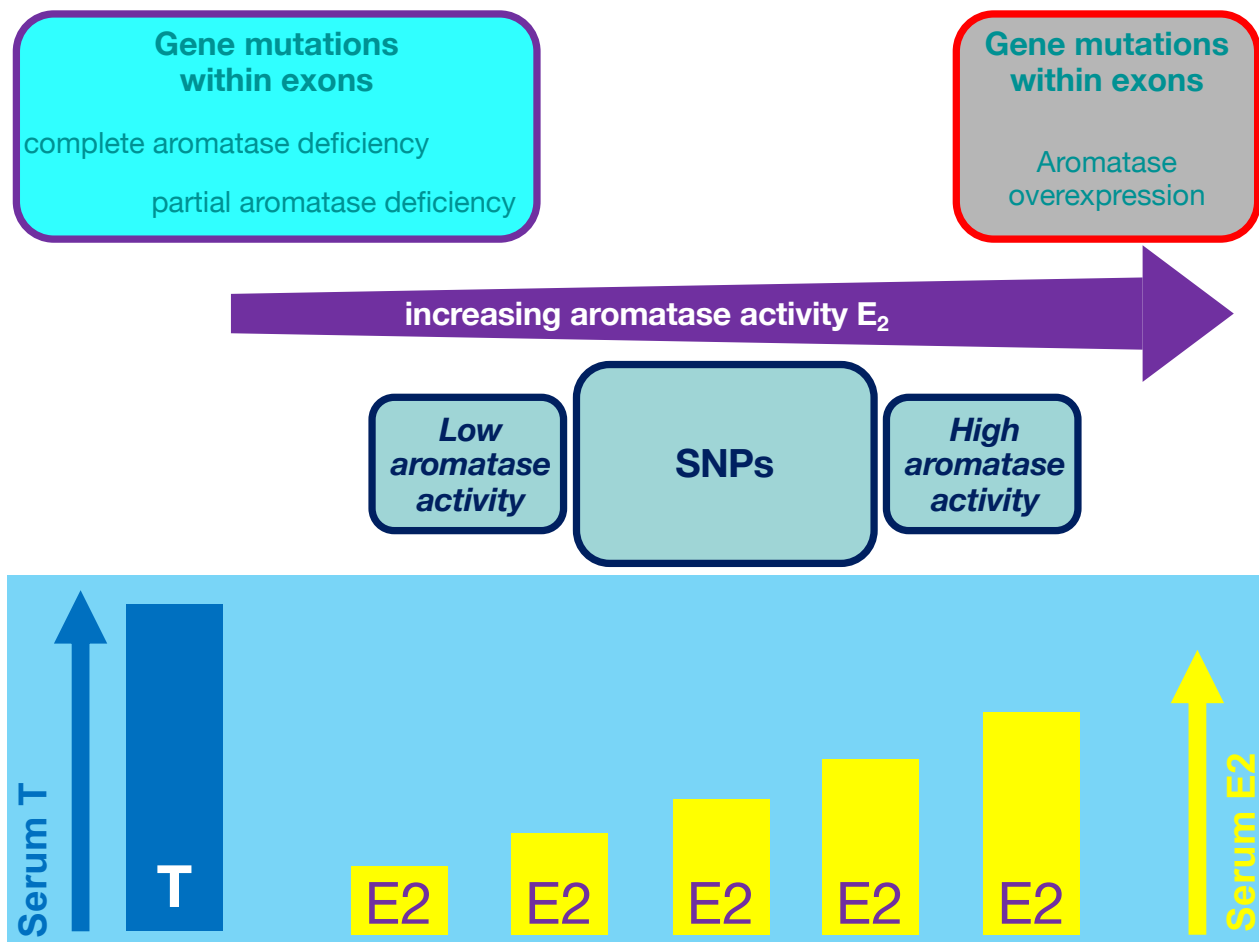 Gene mutations
within exons
complete aromatase deficiency
partial aromatase deficiency
Gene mutations
within exons
Aromatase
overexpression
increasing aromatase activity E₂
Low
aromatase
activity
SNPs
High
aromatase
activity
Serum T
T
E2
E2
E2
E2
E2
Serum E2